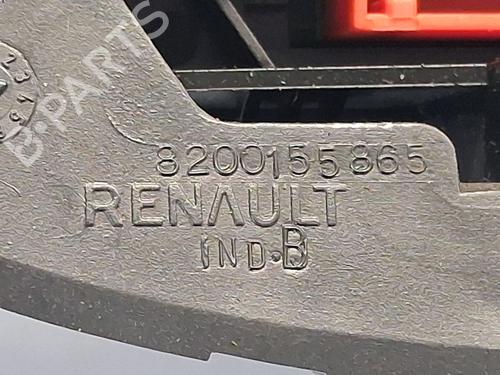 8200155865
RENAULT
IND·B
B-PARTS